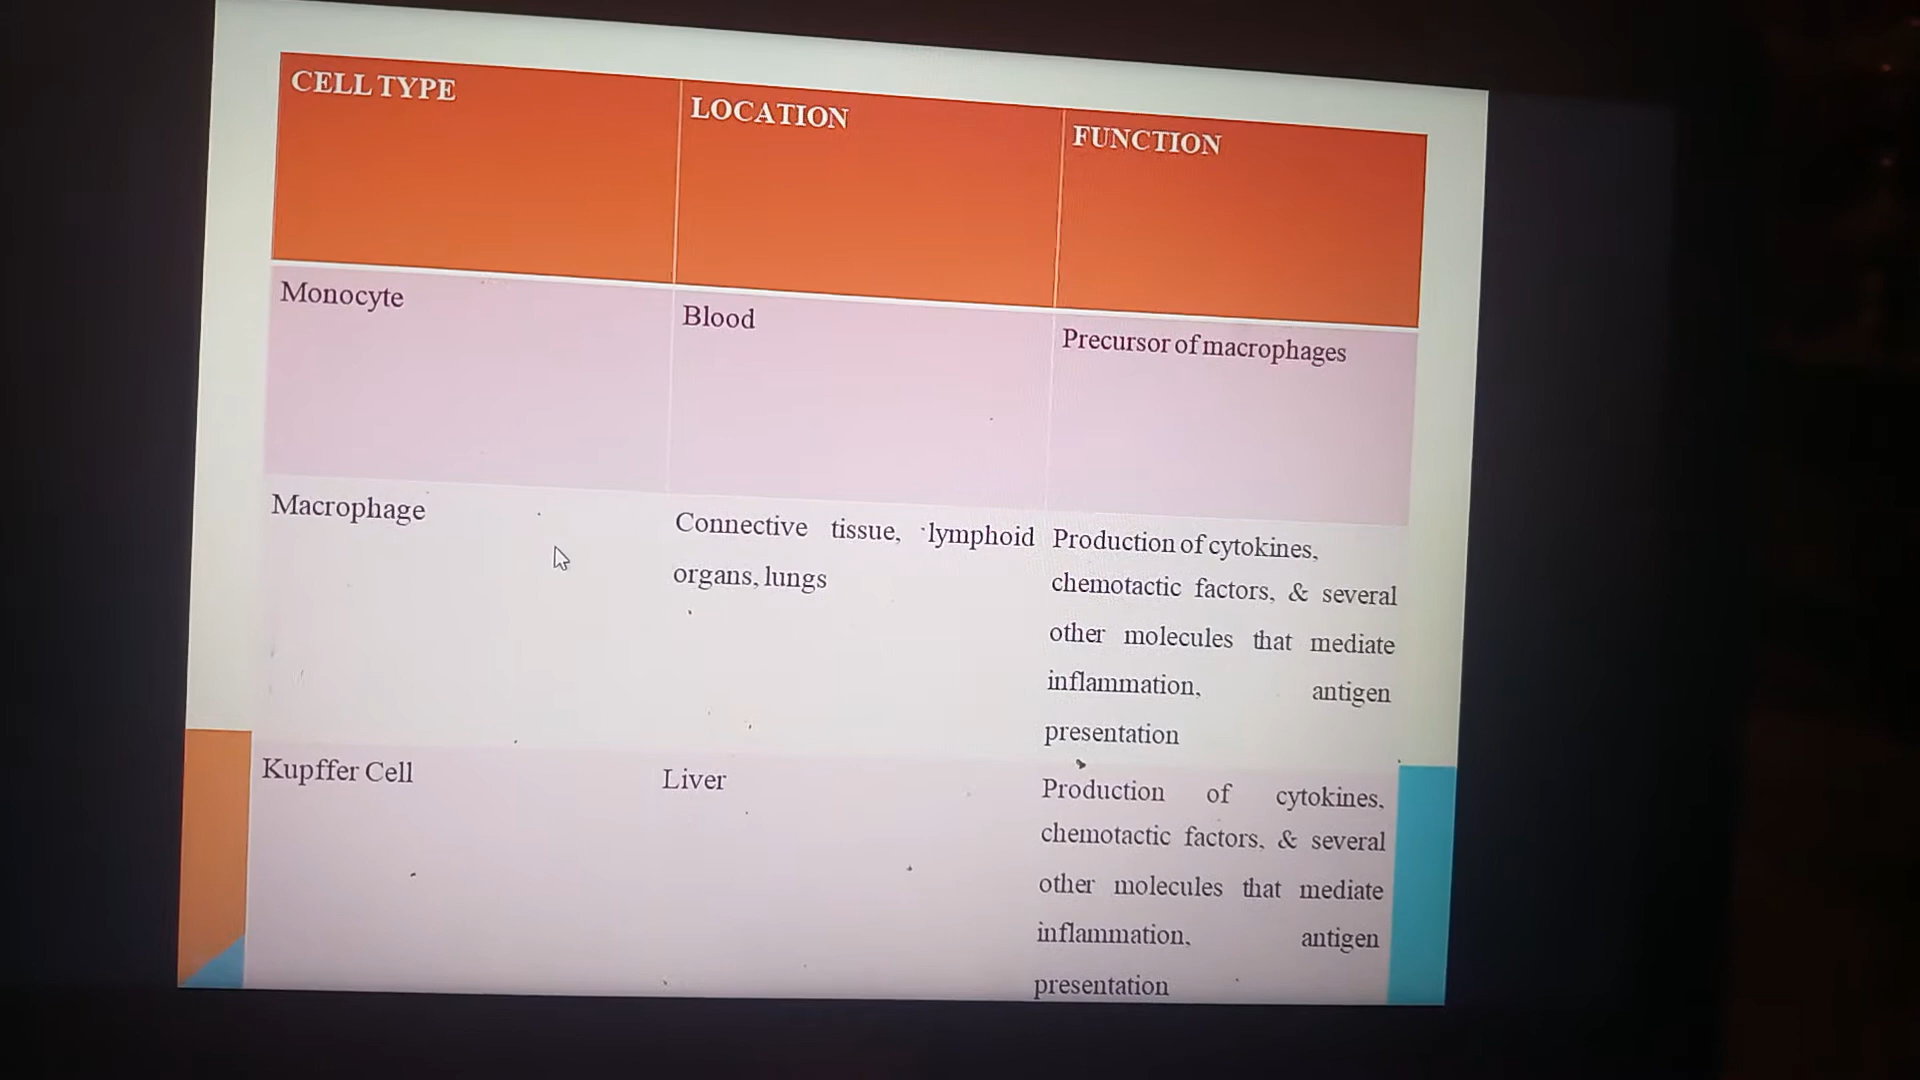 CELL TYPE
LOCATION
FUNCTION
Monocyte
Blood
Precursor of macrophages
Macrophage
Connective tissue, lymphoid
organs, lungs
Production of cytokines,
chemotactic factors, & several
other molecules that mediate
inflammation, antigen
presentation
Kupffer Cell
Liver
Production of cytokines,
chemotactic factors, & several
other molecules that mediate
inflammation, antigen
presentation